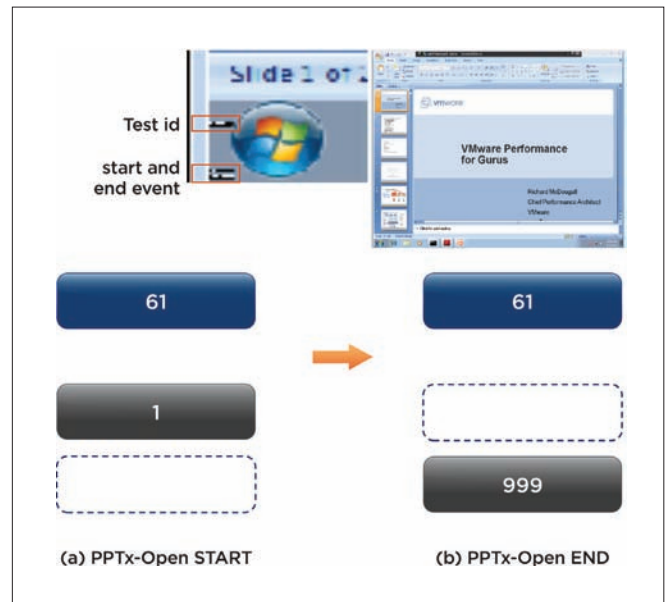 Slide 1 of 2
Test id
start and
end event
vmware
VMware Performance
for Gurus
Richard McDougall
Chief Performance Architect
VMware
61
61
1
999
(a) PPTx-Open START
(b) PPTx-Open END